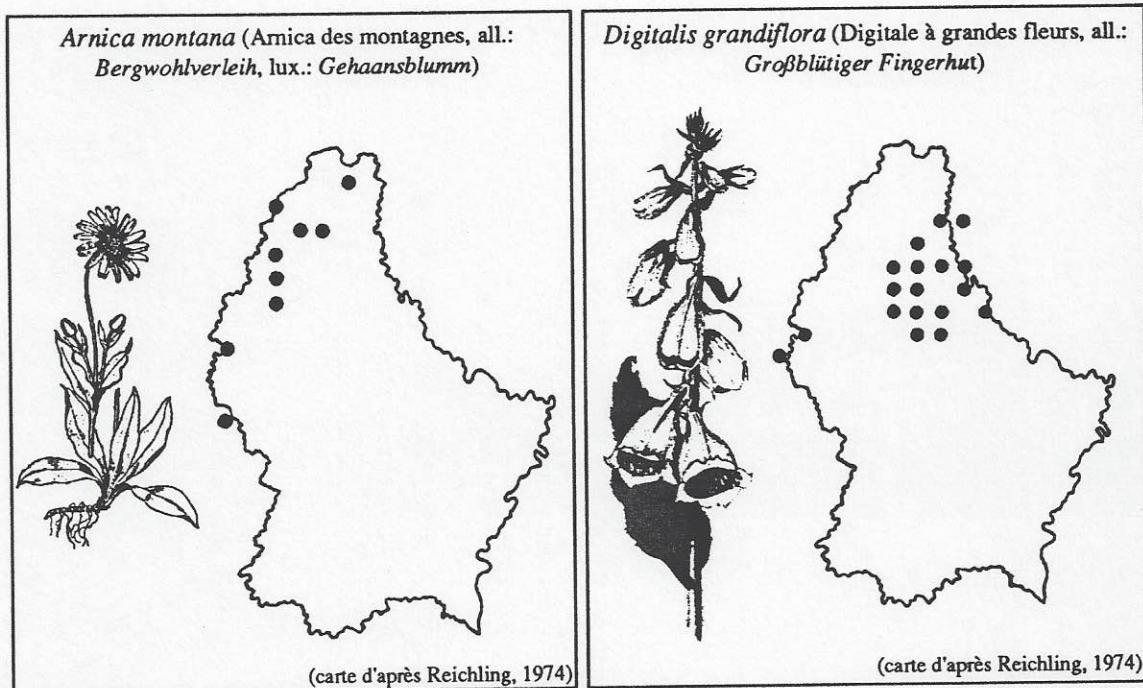 Arnica montana (Arnica des montagnes, all.:
Bergwohlverleih, lux.: Gehaansblumm)
(carte d'après Reichling, 1974)
Digitalis grandiflora (Digitale à grandes fleurs, all.:
Großblütiger Fingerhut)
(carte d'après Reichling, 1974)